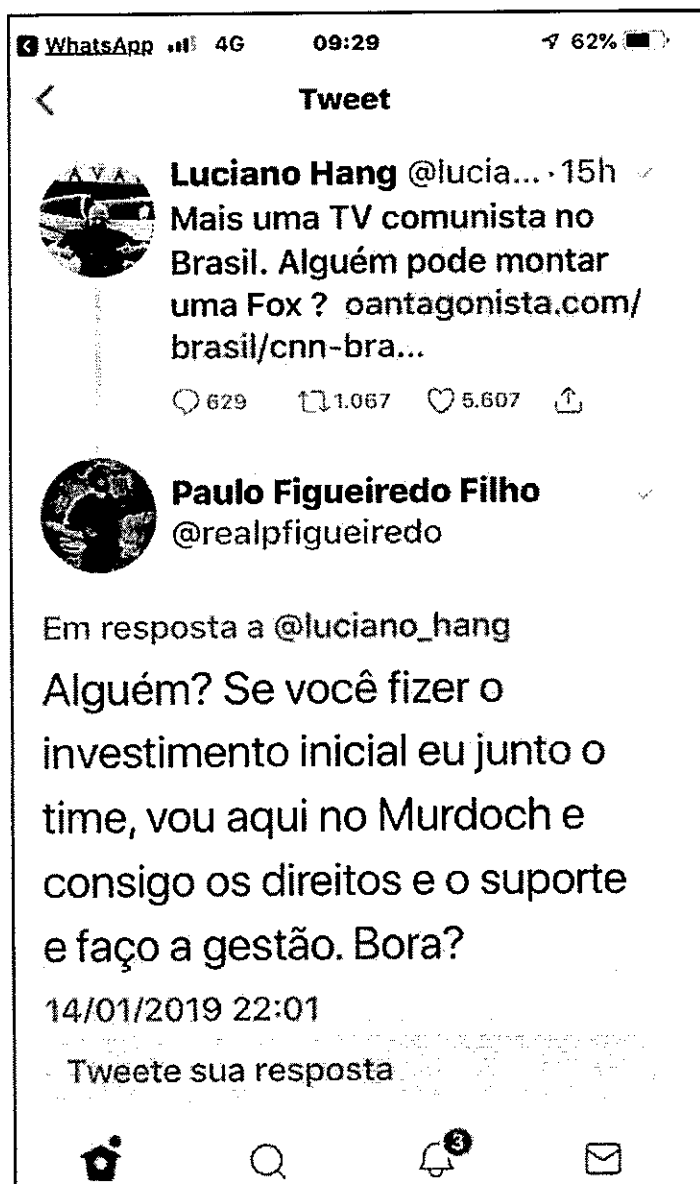 WhatsApp 4G 09:29 62%
Tweet
Luciano Hang @lucia... · 15h
Mais uma TV comunista no
Brasil. Alguém pode montar
uma Fox ? oantagonista.com/
brasil/cnn-bra...
629 1.067 5.607
Paulo Figueiredo Filho
@realpfigueiredo
Em resposta a @luciano_hang
Alguém? Se você fizer o
investimento inicial eu junto o
time, vou aqui no Murdoch e
consigo os direitos e o suporte
e faço a gestão. Bora?
14/01/2019 22:01
Tweete sua resposta
3